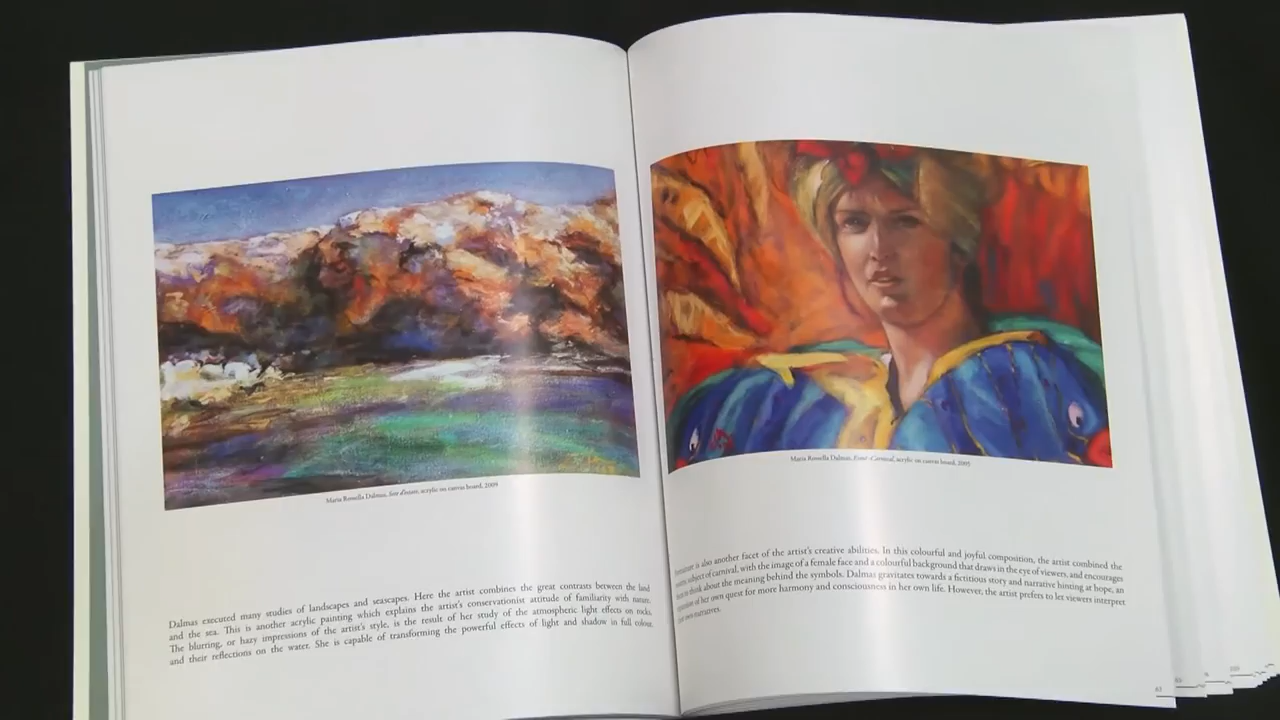 Maria Rossella Dalmas, acrylic on canvas board, 2009
Dalmas executed many studies of landscapes and seascapes. Here the artist combines the great contrasts between the land
and the sea. This is another acrylic painting which explains the artist's conservationist attitude of familiarity with nature.
The blurring, or hazy impressions of the artist's style, is the result of her study of the atmospheric light effects on rocks,
and their reflections on the water. She is capable of transforming the powerful effects of light and shadow in full colour.
Maria Rossella Dalmas, acrylic on canvas board, 2005
is also another facet of the artist's creative abilities. In this colourful and joyful composition, the artist combined the
subject of carnival, with the image of a female face and a colourful background that draws in the eye of viewers, and encourages
to think about the meaning behind the symbols. Dalmas gravitates towards a fictitious story and narrative hinting at hope, an
of her own quest for more harmony and consciousness in her own life. However, the artist prefers to let viewers interpret
own narratives.